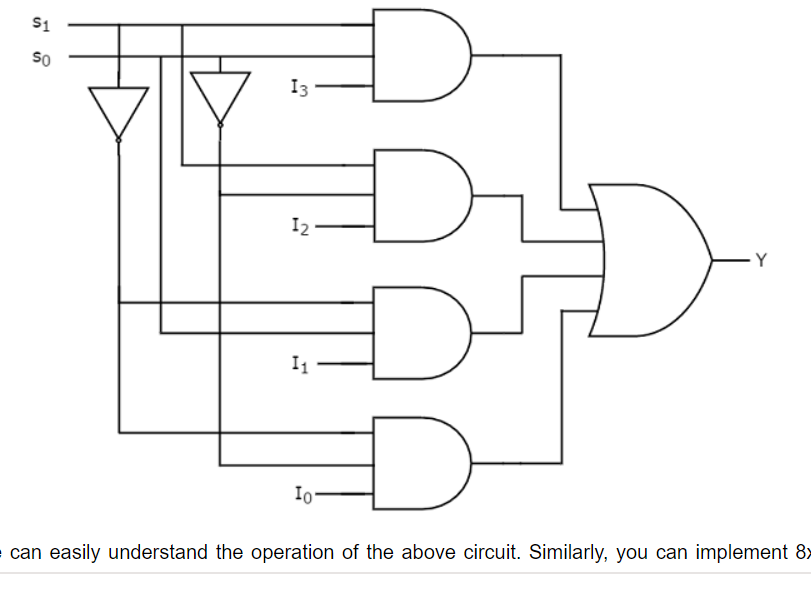 S1
S0
I3
I2
Y
I1
I0
can easily understand the operation of the above circuit. Similarly, you can implement